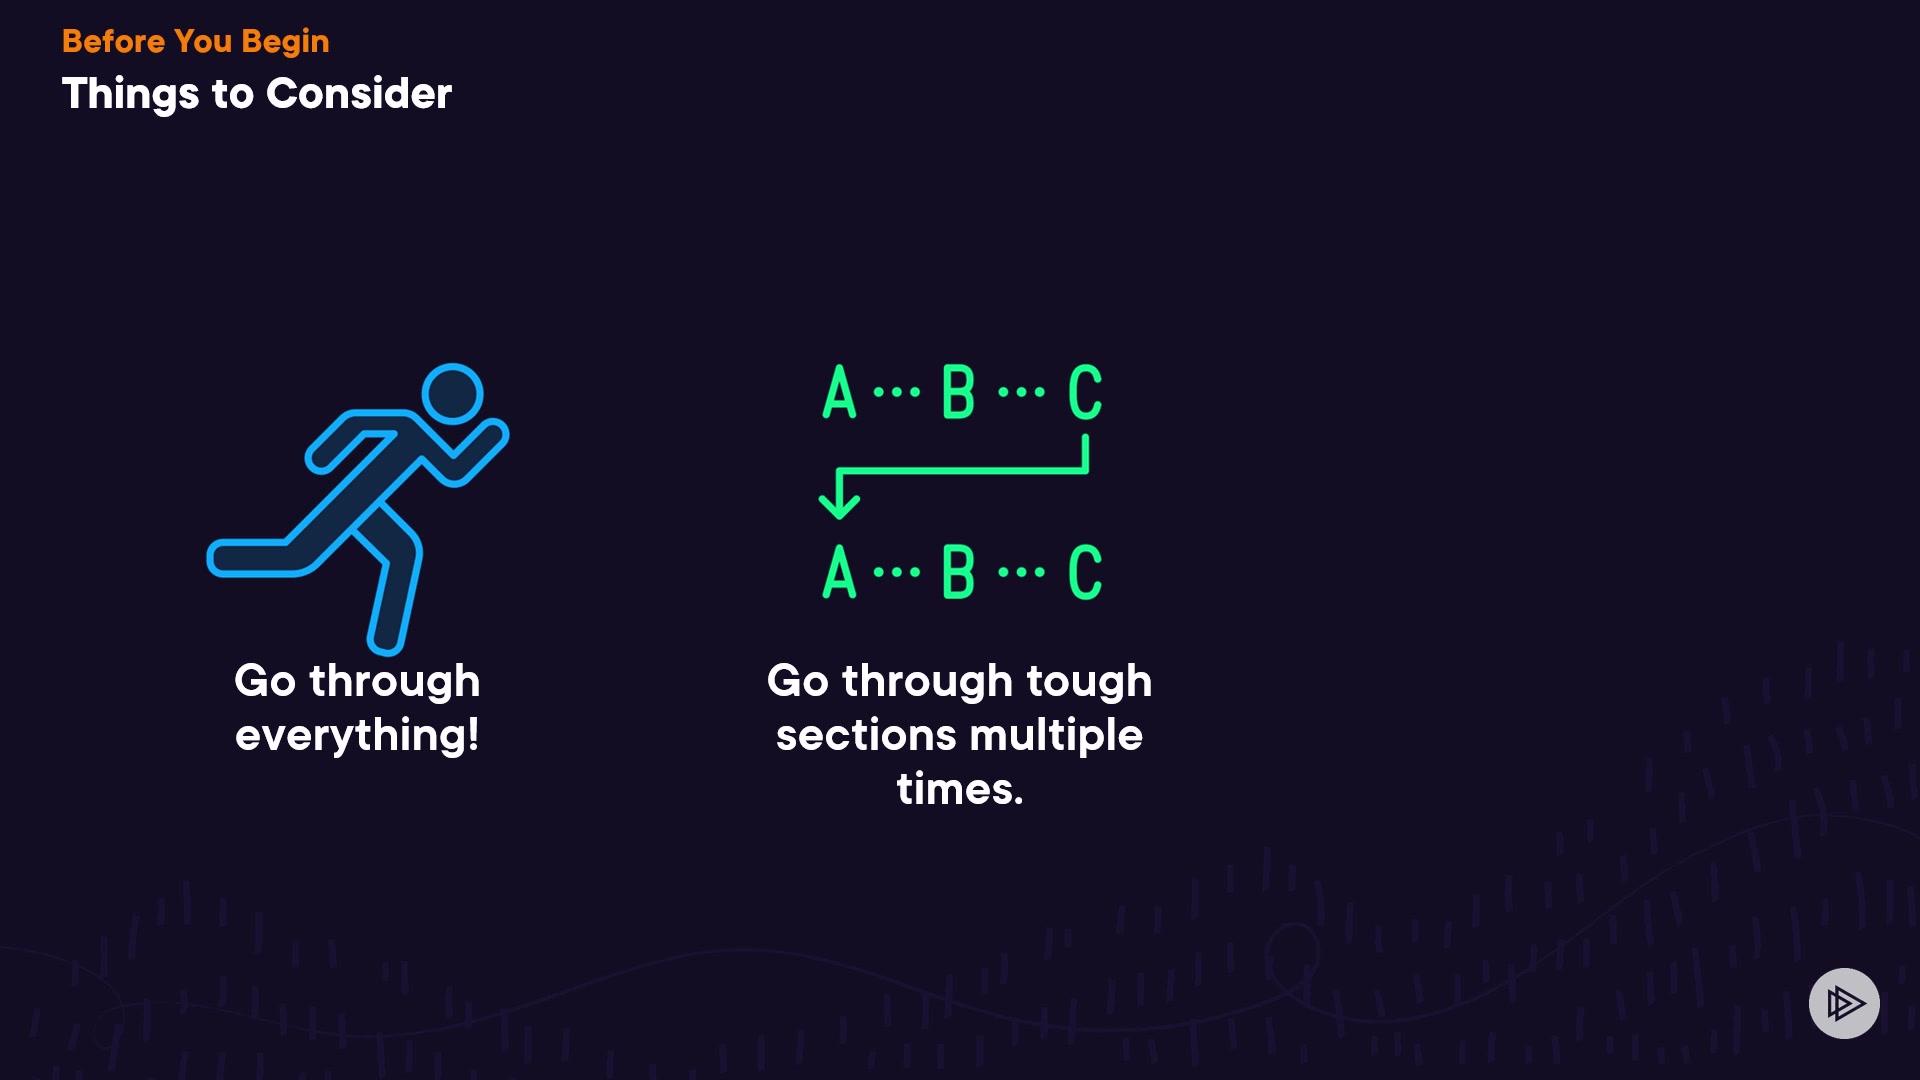 Before You Begin
Things to Consider
A ... B ... C
A ... B ... C
Go through
everything!
Go through tough
sections multiple
times.